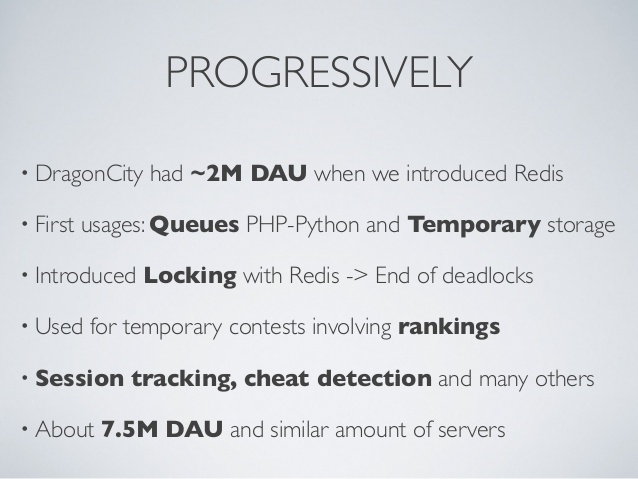 PROGRESSIVELY
• DragonCity had ~2M DAU when we introduced Redis
• First usages: Queues PHP-Python and Temporary storage
• Introduced Locking with Redis -> End of deadlocks
• Used for temporary contests involving rankings
• Session tracking, cheat detection and many others
• About 7.5M DAU and similar amount of servers